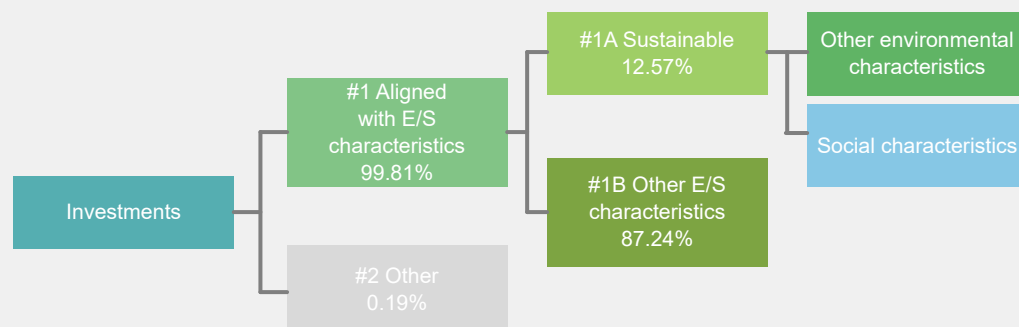 Investments
#1 Aligned
with E/S
characteristics
99.81%
#2 Other
0.19%
#1A Sustainable
12.57%
#1B Other E/S
characteristics
87.24%
Other environmental
characteristics
Social characteristics